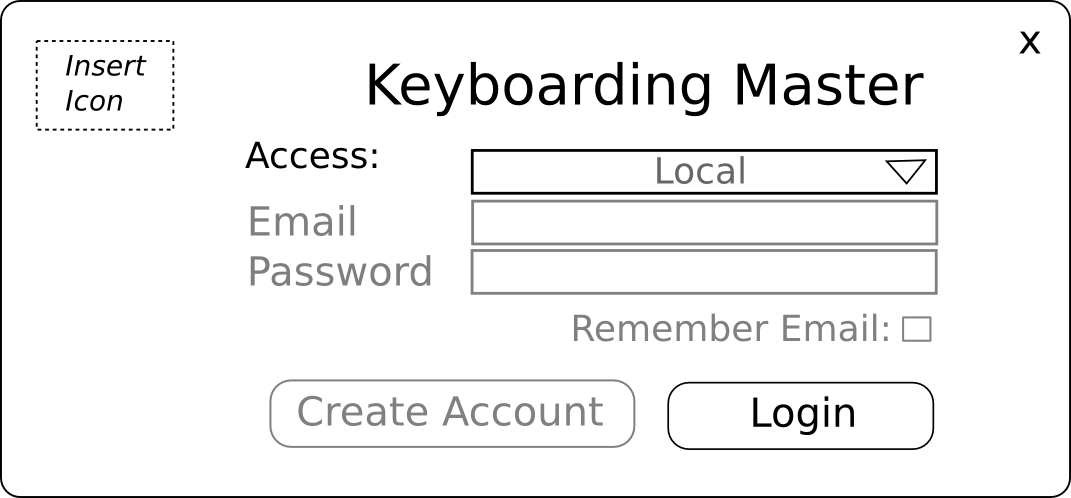 x
Insert
Icon
Keyboarding Master
Access:
Local
Email
Password
Remember Email:
Create Account
Login